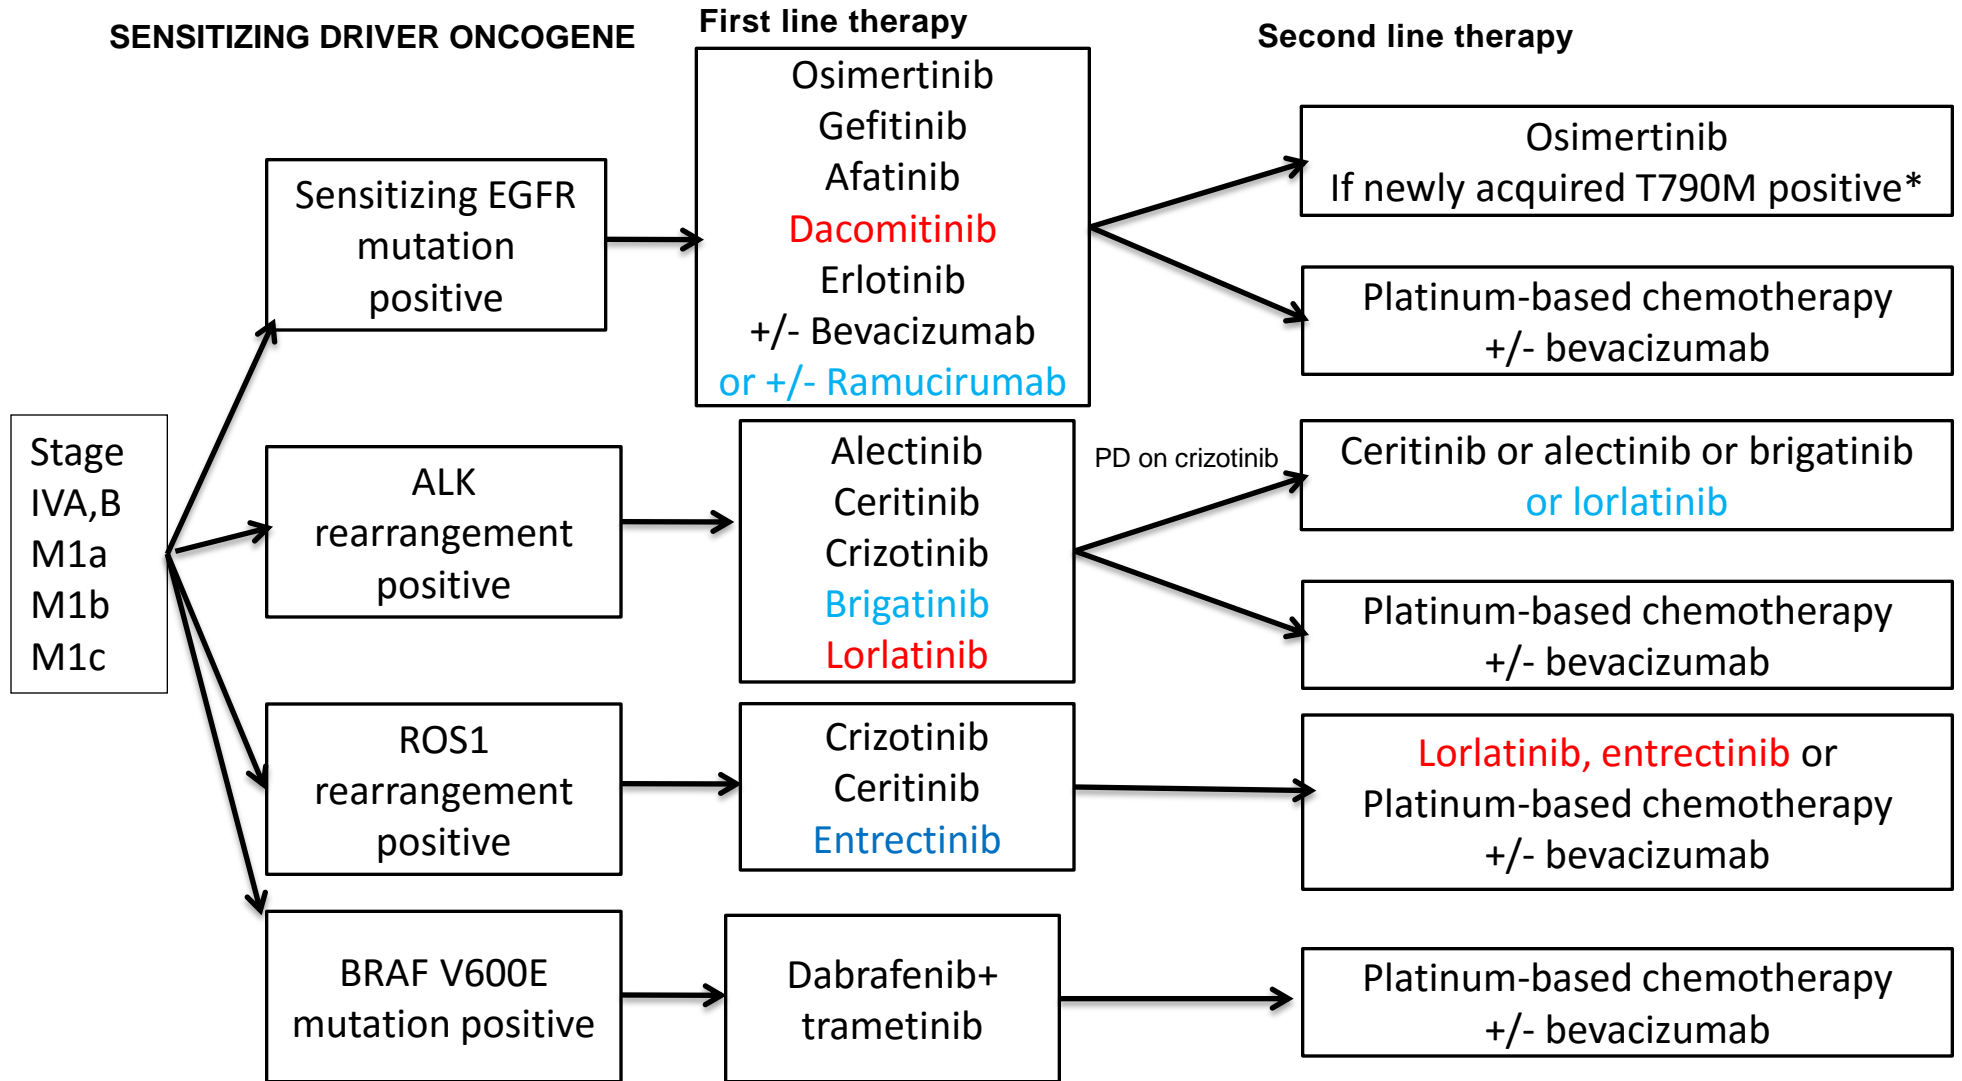 SENSITIZING DRIVER ONCOGENE
First line therapy
Second line therapy
Stage
IVA,B
M1a
M1b
M1c
Sensitizing EGFR
mutation
positive
Osimertinib
Gefitinib
Afatinib
Dacomitinib
Erlotinib
+/- Bevacizumab
or +/- Ramucirumab
Osimertinib
If newly acquired T790M positive*
Platinum-based chemotherapy
+/- bevacizumab
ALK
rearrangement
positive
Alectinib
Ceritinib
Crizotinib
Brigatinib
Lorlatinib
PD on crizotinib
Ceritinib or alectinib or brigatinib
or lorlatinib
Platinum-based chemotherapy
+/- bevacizumab
ROS1
rearrangement
positive
Crizotinib
Ceritinib
Entrectinib
Lorlatinib, entrectinib or
Platinum-based chemotherapy
+/- bevacizumab
BRAF V600E
mutation positive
Dabrafenib+
trametinib
Platinum-based chemotherapy
+/- bevacizumab